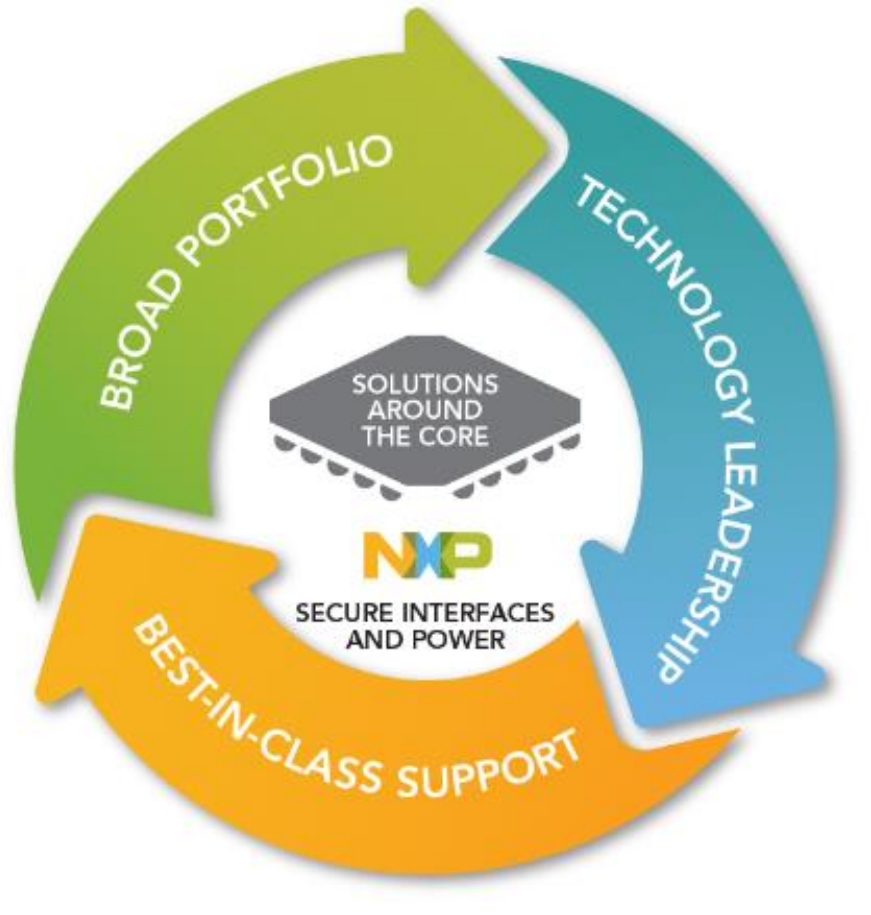 BROAD PORTFOLIO
TECHNOLOGY LEADERSHIP
BEST-IN-CLASS SUPPORT
SOLUTIONS
AROUND
THE CORE
NXP
SECURE INTERFACES
AND POWER